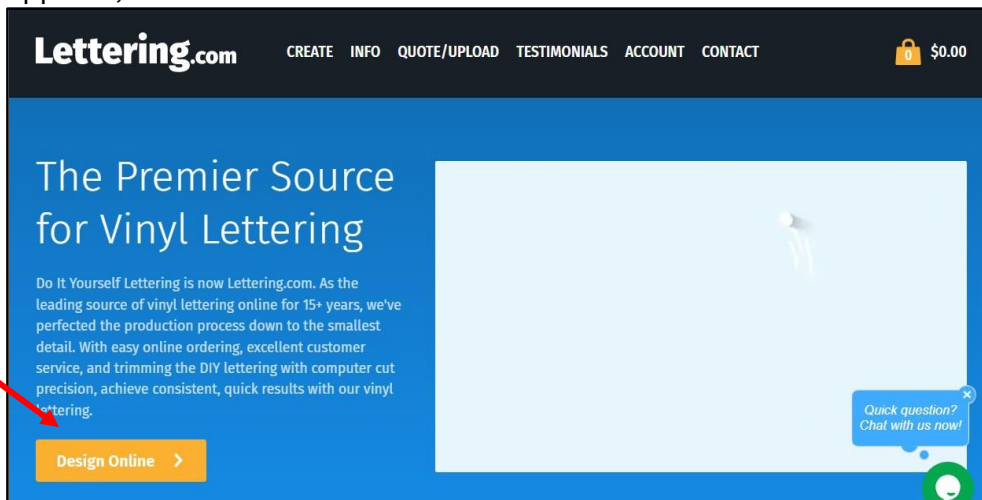 Lettering.com CREATE INFO QUOTE/UPLOAD TESTIMONIALS ACCOUNT CONTACT 0 $0.00
The Premier Source
for Vinyl Lettering
Do It Yourself Lettering is now Lettering.com. As the
leading source of vinyl lettering online for 15+ years, we've
perfected the production process down to the smallest
detail. With easy online ordering, excellent customer
service, and trimming the DIY lettering with computer cut
precision, achieve consistent, quick results with our vinyl
lettering.
Design Online
Quick question?
Chat with us now!